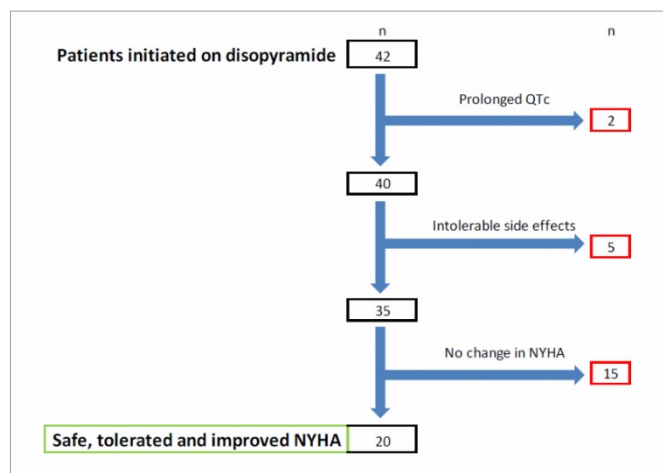 n n
Patients initiated on disopyramide 42
Prolonged QTc
2
40
Intolerable side effects
5
35
No change in NYHA
15
Safe, tolerated and improved NYHA 20